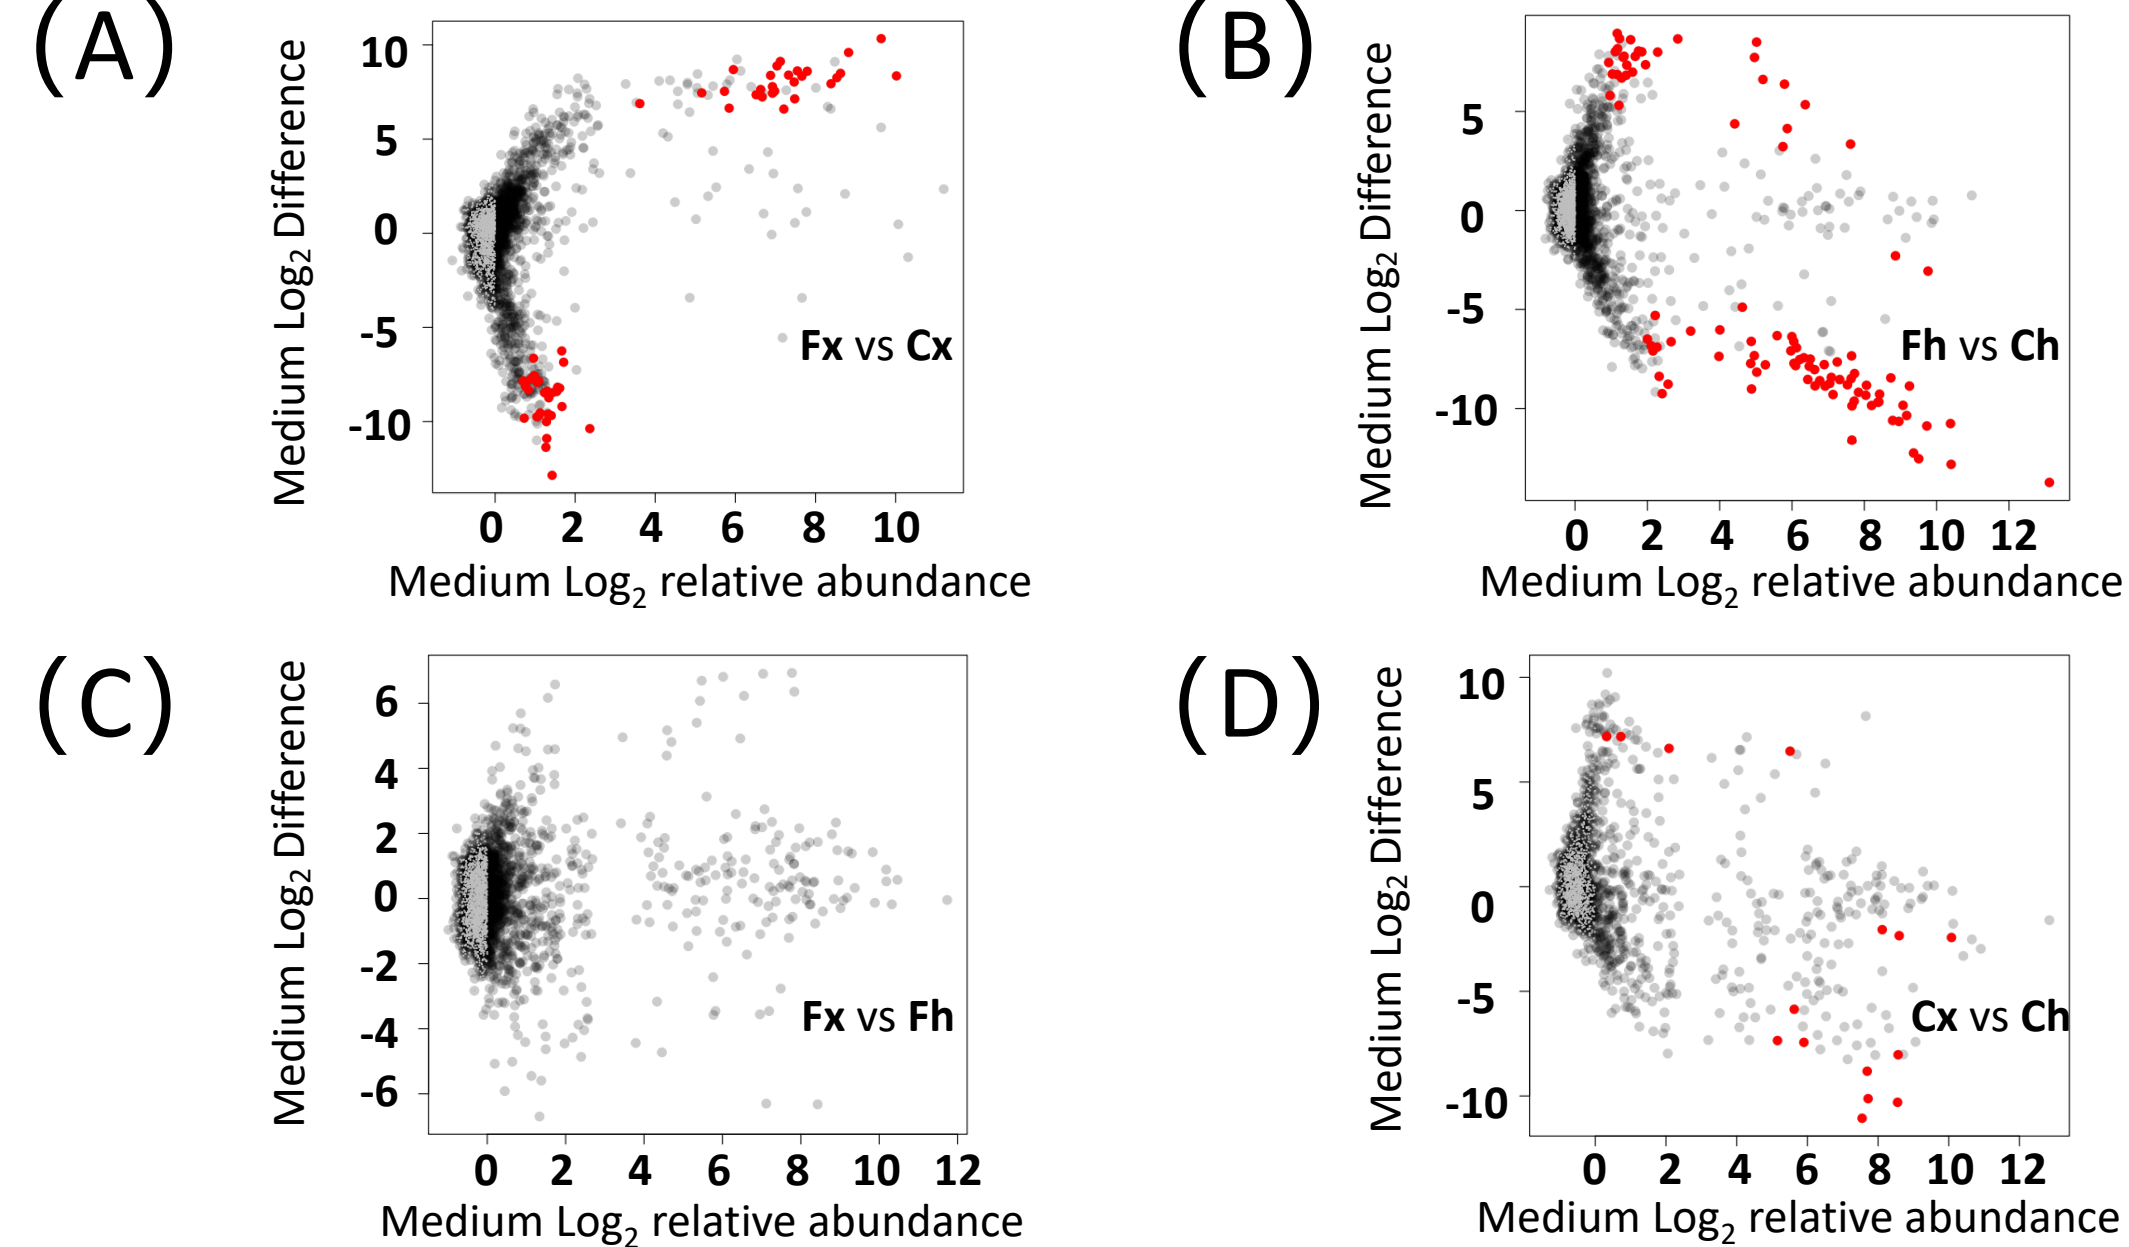 (A)
Medium Log2 Difference
10
5
0
-5
-10
Fx vs Cx
0 2 4 6 8 10
Medium Log2 relative abundance
(B)
Medium Log2 Difference
5
0
-5
-10
Fh vs Ch
0 2 4 6 8 10 12
Medium Log2 relative abundance
(C)
Medium Log2 Difference
6
4
2
0
-2
-4
-6
Fx vs Fh
0 2 4 6 8 10 12
Medium Log2 relative abundance
(D)
Medium Log2 Difference
10
5
0
-5
-10
Cx vs Ch
0 2 4 6 8 10 12
Medium Log2 relative abundance